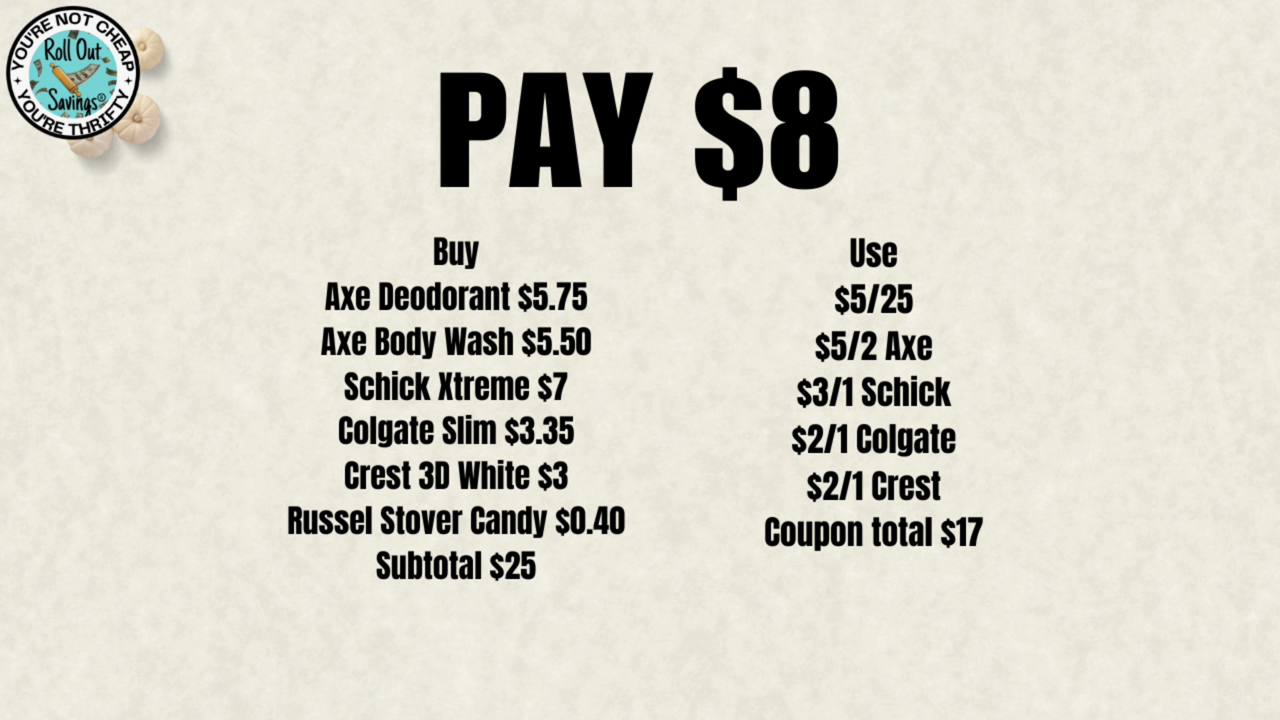 YOU'RE NOT CHEAP
Roll Out
Savings®
YOU'RE THRIFTY
PAY $8
Buy
Axe Deodorant $5.75
Axe Body Wash $5.50
Schick Xtreme $7
Colgate Slim $3.35
Crest 3D White $3
Russel Stover Candy $0.40
Subtotal $25
Use
$5/25
$5/2 Axe
$3/1 Schick
$2/1 Colgate
$2/1 Crest
Coupon total $17